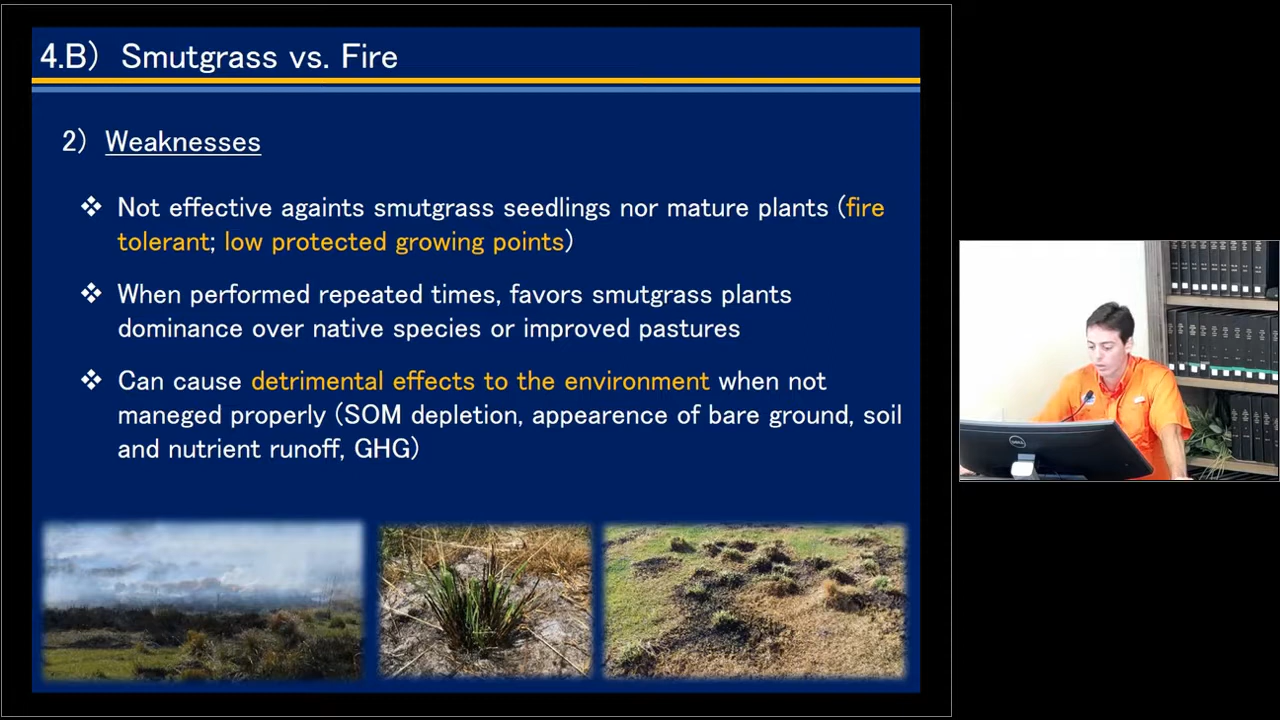 4.B) Smutgrass vs. Fire
2) Weaknesses
❖ Not effective againts smutgrass seedlings nor mature plants (fire
tolerant; low protected growing points)
❖ When performed repeated times, favors smutgrass plants
dominance over native species or improved pastures
❖ Can cause detrimental effects to the environment when not
maneged properly (SOM depletion, appearence of bare ground, soil
and nutrient runoff, GHG)
DELL